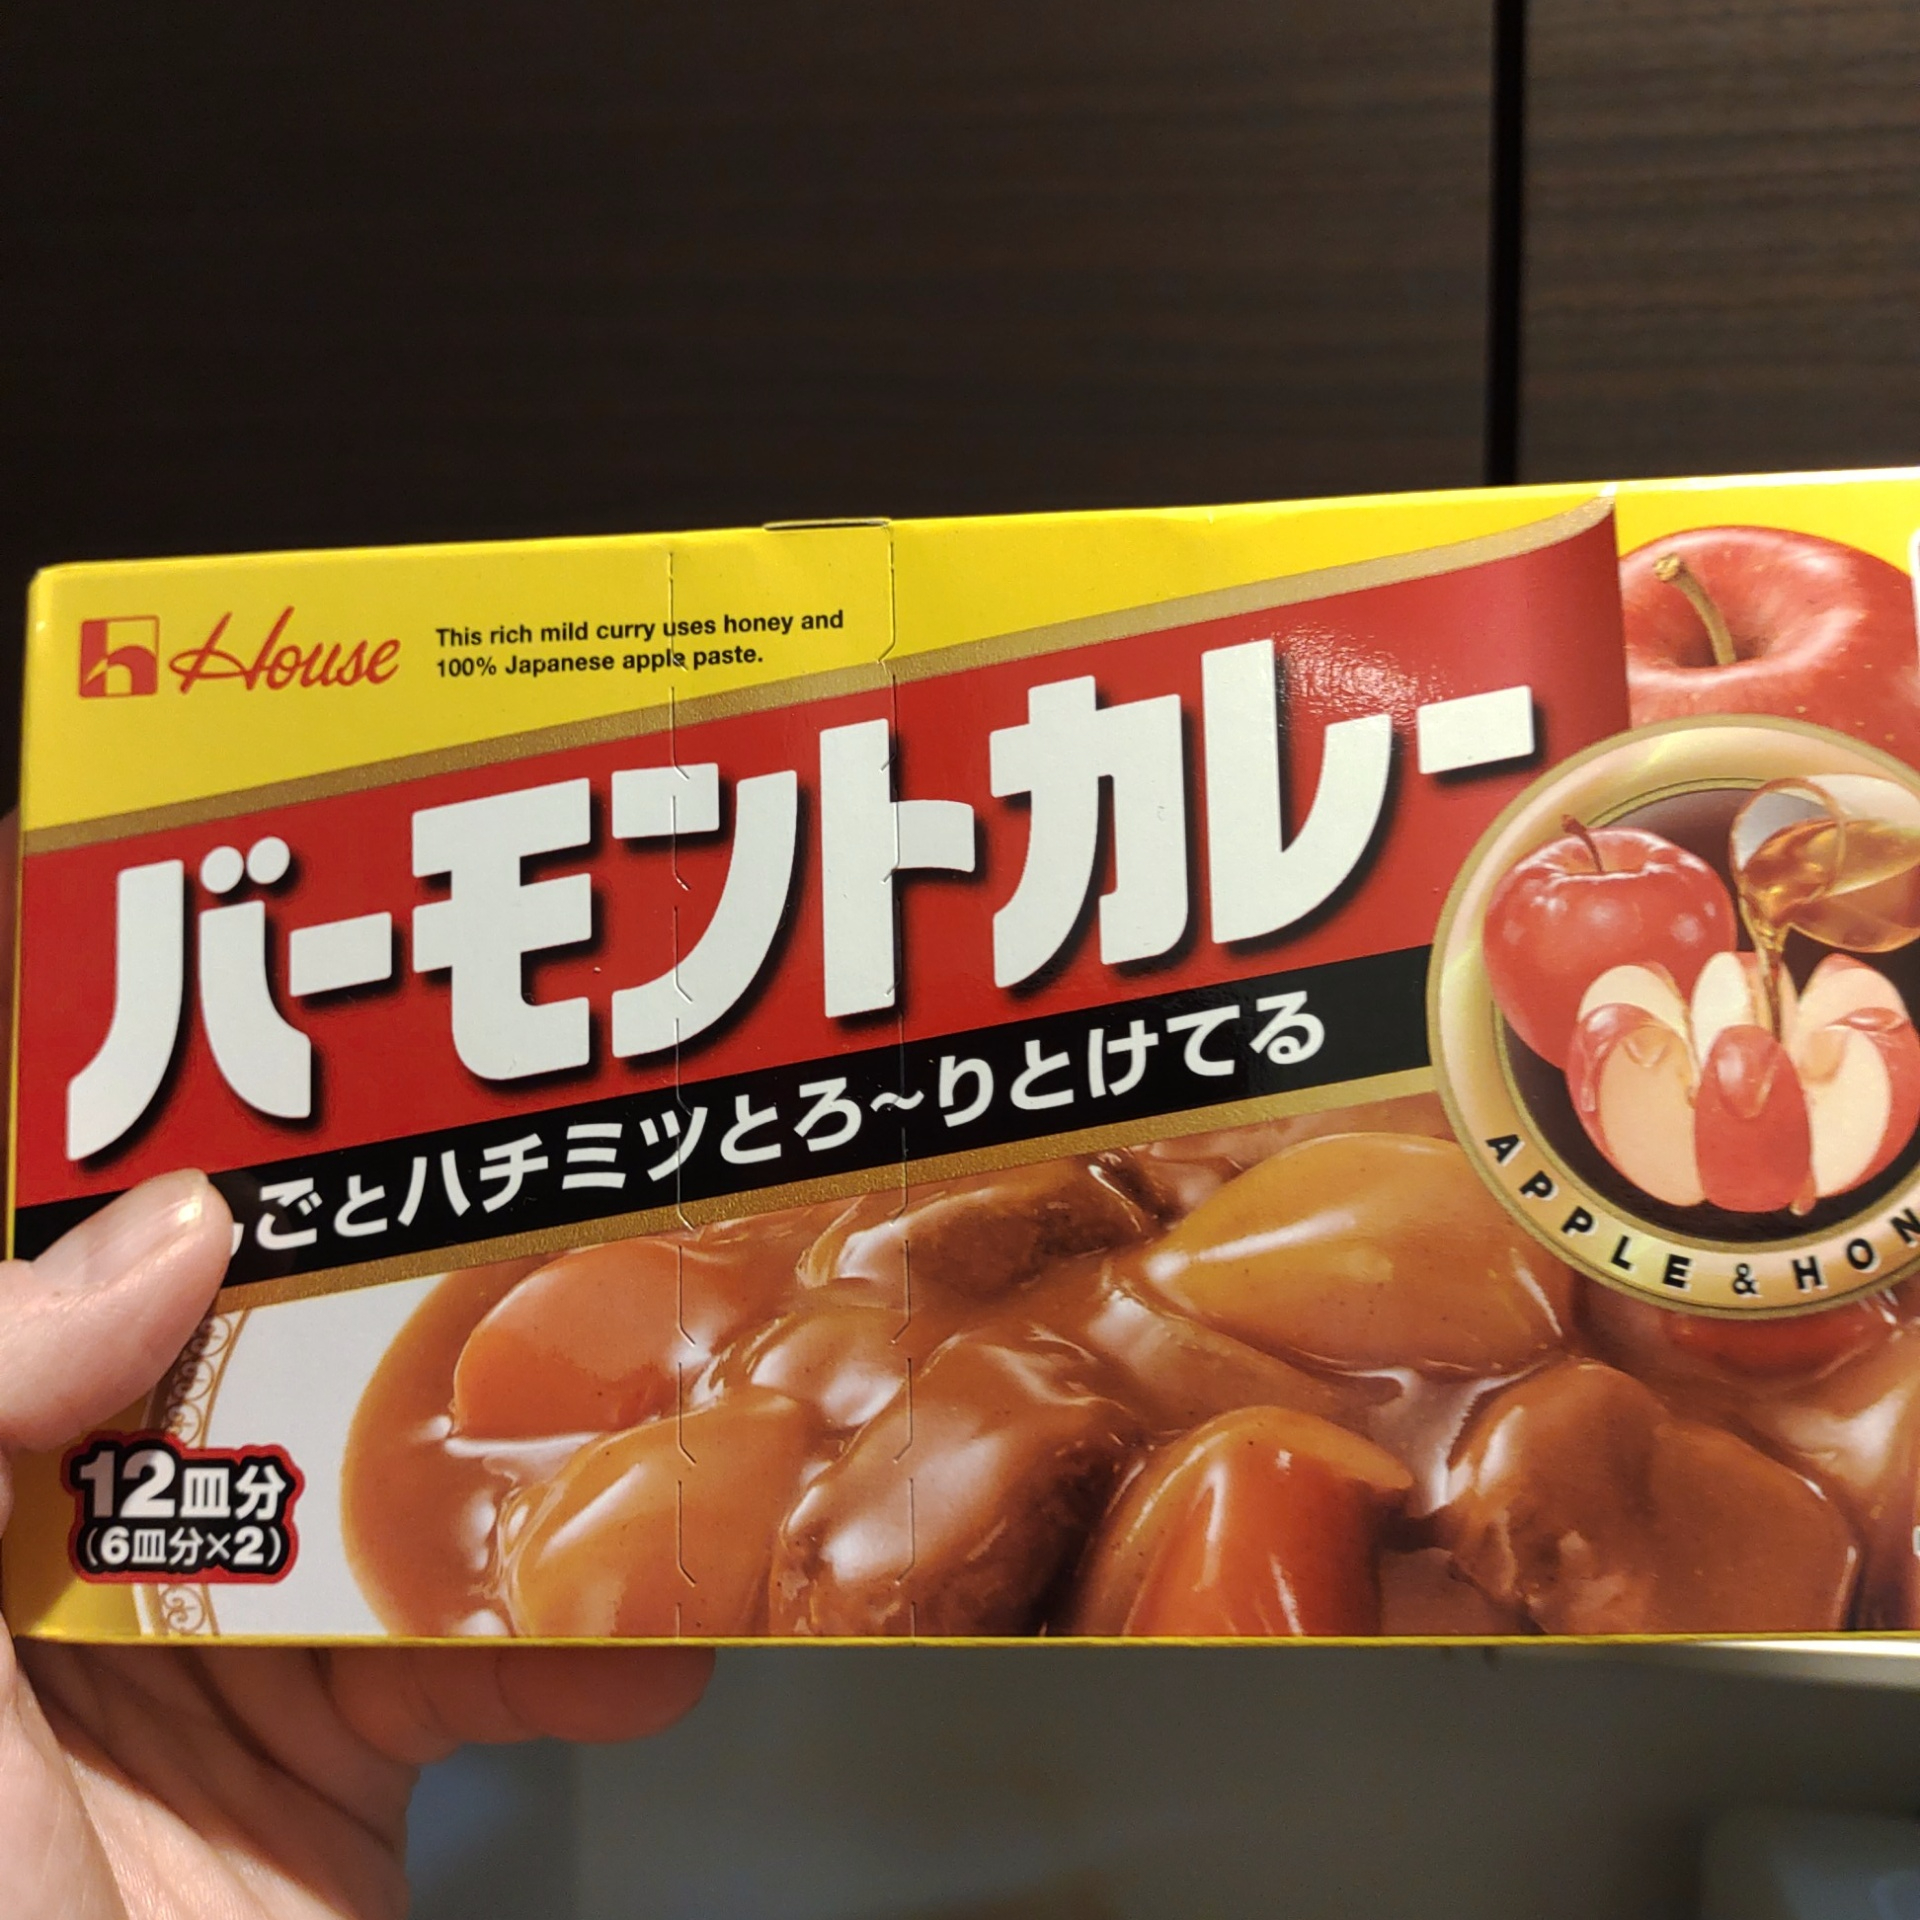 House
This rich mild curry uses honey and
100% Japanese apple paste.
バーモントカレー
ごとハチミツとろ～りとけてる
APPLE & HON
12皿分
(6皿分×2)